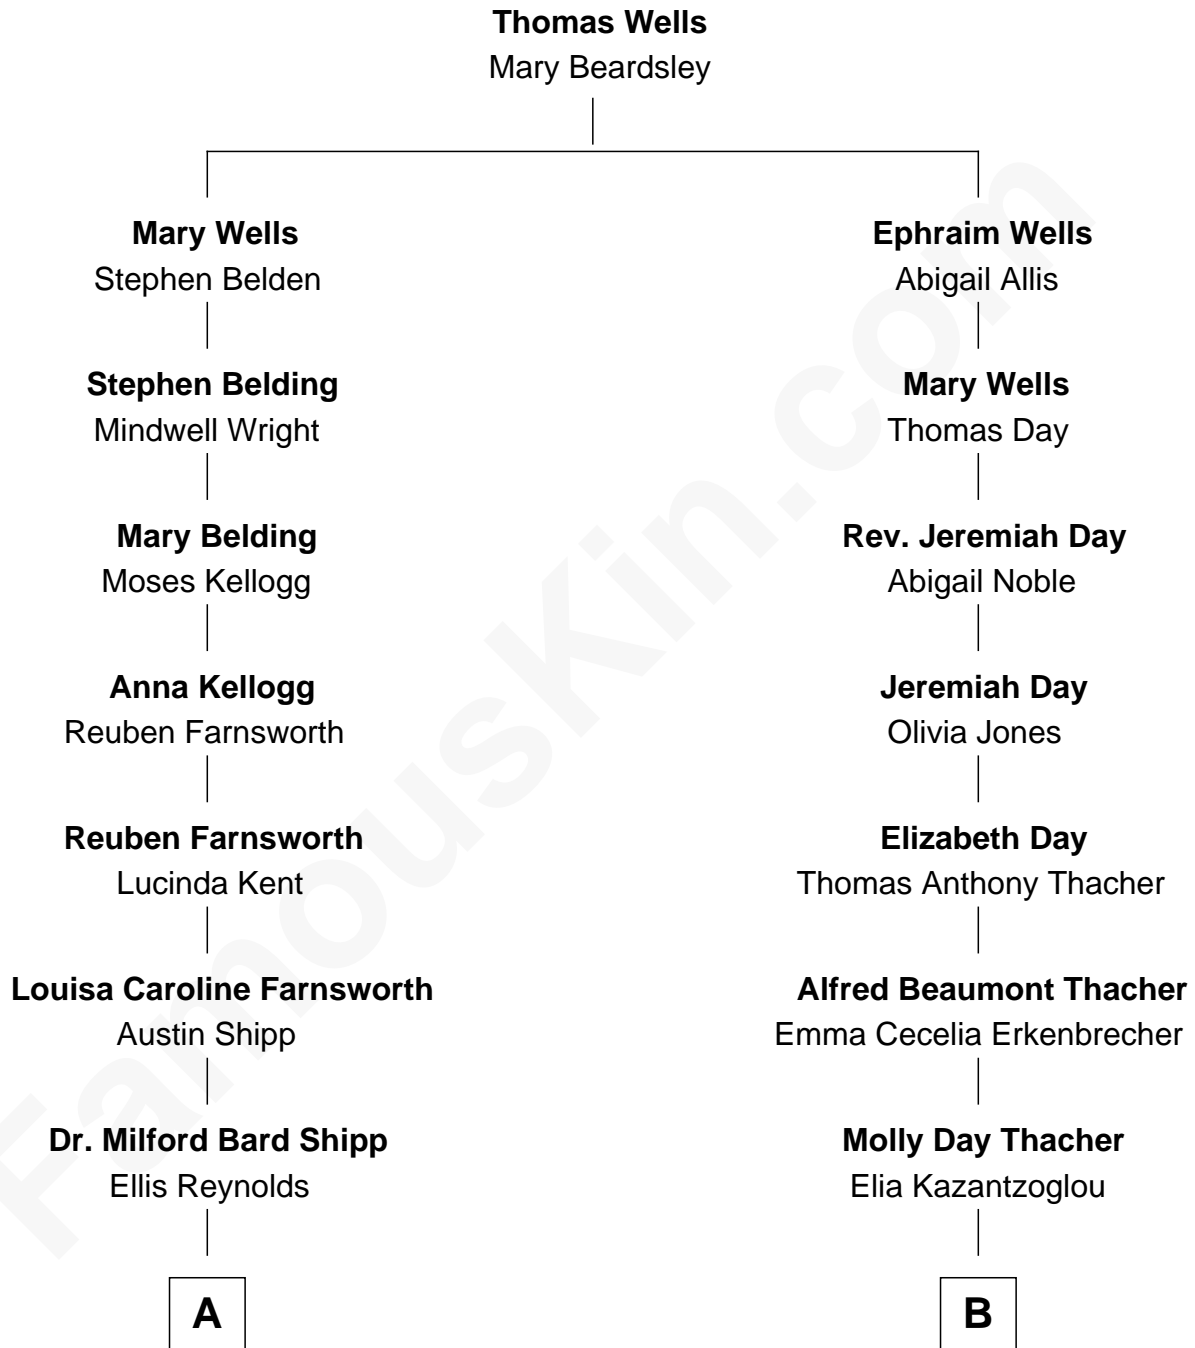 Thomas Wells
Mary Beardsley
Mary Wells
Stephen Belden
Ephraim Wells
Abigail Allis
Stephen Belding
Mindwell Wright
Mary Wells
Thomas Day
Mary Belding
Moses Kellogg
Rev. Jeremiah Day
Abigail Noble
Anna Kellogg
Reuben Farnsworth
Jeremiah Day
Olivia Jones
Reuben Farnsworth
Lucinda Kent
Elizabeth Day
Thomas Anthony Thacher
Louisa Caroline Farnsworth
Austin Shipp
Alfred Beaumont Thacher
Emma Cecelia Erkenbrecher
Dr. Milford Bard Shipp
Ellis Reynolds
Molly Day Thacher
Elia Kazantzoglou
A
B
FamousKin.com